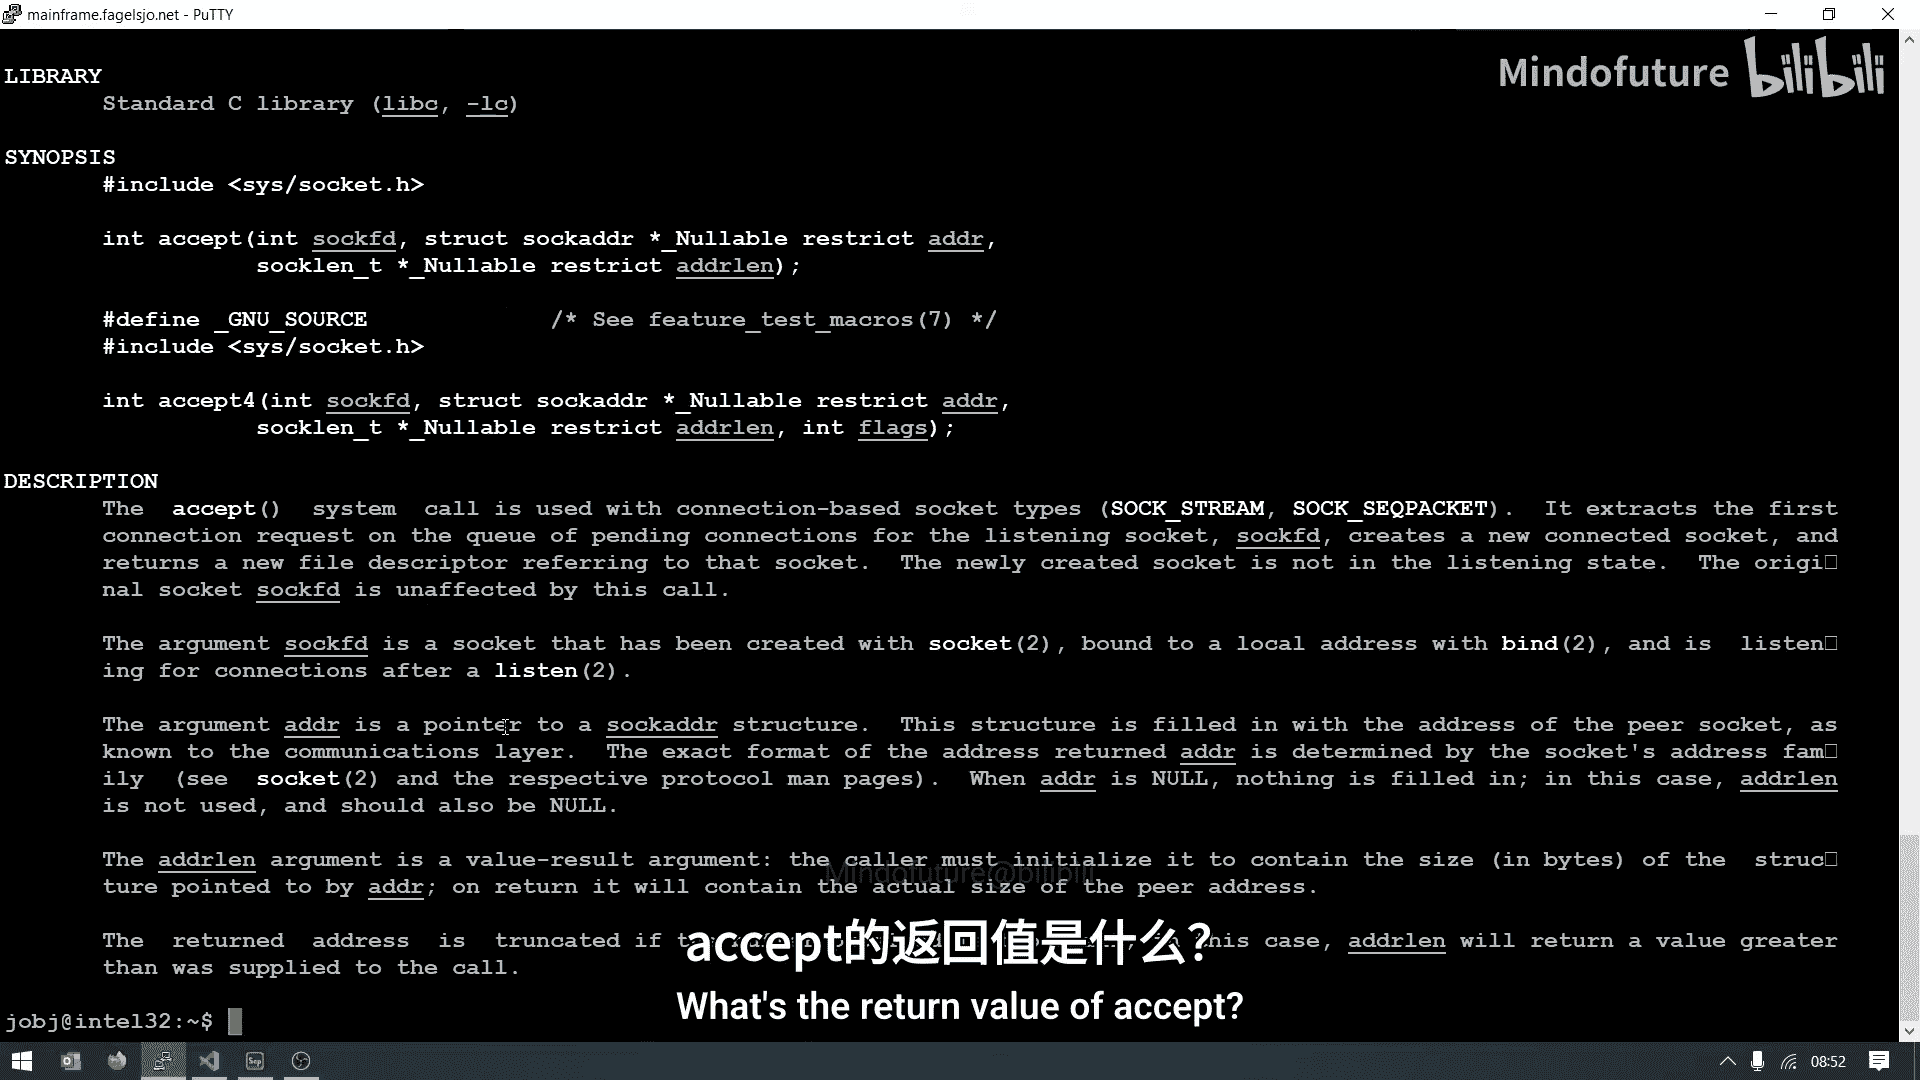 mainframe.fagelsjo.net - PuTTY
Mindofuture bilibili
LIBRARY
Standard C library (libc, -lc)
SYNOPSIS
#include <sys/socket.h>
int accept(int sockfd, struct sockaddr *_Nullable restrict addr,
socklen_t *_Nullable restrict addrlen);
#define _GNU_SOURCE /* See feature_test_macros(7) */
#include <sys/socket.h>
int accept4(int sockfd, struct sockaddr *_Nullable restrict addr,
socklen_t *_Nullable restrict addrlen, int flags);
DESCRIPTION
The accept() system call is used with connection-based socket types (SOCK_STREAM, SOCK_SEQPACKET). It extracts the first
connection request on the queue of pending connections for the listening socket, sockfd, creates a new connected socket, and
returns a new file descriptor referring to that socket. The newly created socket is not in the listening state. The origi□
nal socket sockfd is unaffected by this call.
The argument sockfd is a socket that has been created with socket(2), bound to a local address with bind(2), and is listen□
ing for connections after a listen(2).
The argument addr is a pointer to a sockaddr structure. This structure is filled in with the address of the peer socket, as
known to the communications layer. The exact format of the address returned addr is determined by the socket's address fam□
ily (see socket(2) and the respective protocol man pages). When addr is NULL, nothing is filled in; in this case, addrlen
is not used, and should also be NULL.
The addrlen argument is a value-result argument: the caller must initialize it to contain the size (in bytes) of the struc□
Mindofuture@bilibili
ture pointed to by addr; on return it will contain the actual size of the peer address.
The returned address is truncated if this case, addrlen will return a value greater
accept的返回值是什么?
than was supplied to the call.
What's the return value of accept?
jobj@intel32:~$
08:52